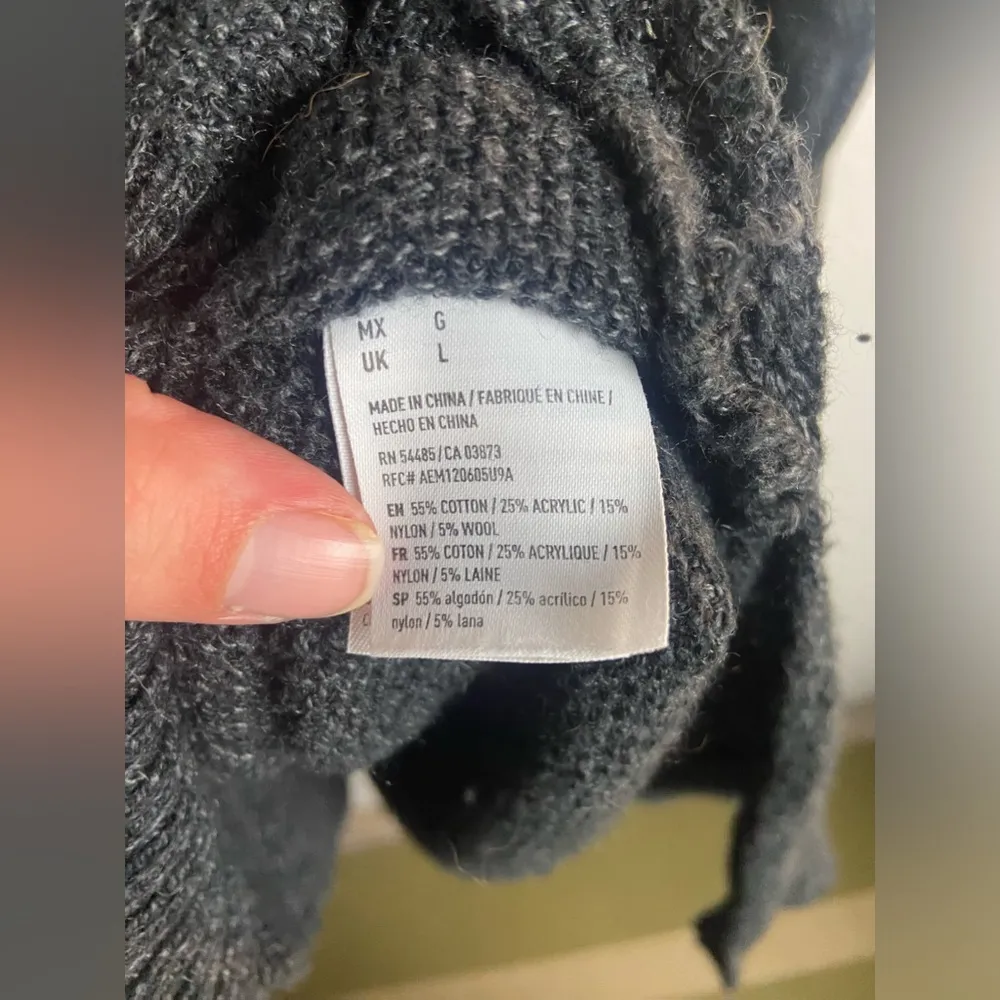 MX G
UK L
MADE IN CHINA / FABRIQUÉ EN CHINE /
HECHO EN CHINA
RN 54485 / CA 03873
RFC# AEM120605U9A
EN 55% COTTON / 25% ACRYLIC / 15%
NYLON / 5% WOOL
FR 55% COTON / 25% ACRYLIQUE / 15%
NYLON / 5% LAINE
SP 55% algodón / 25% acrílico / 15%
nylon / 5% lana